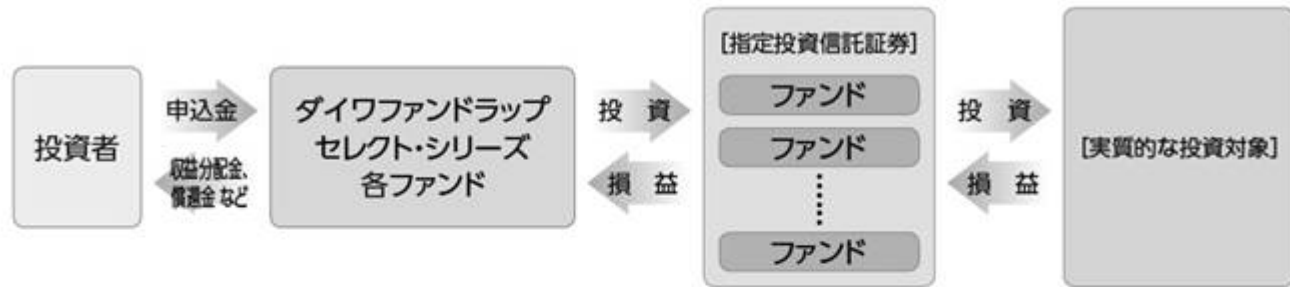 投資者
申込金
収益分配金、
償還金 など
ダイワファンドラップ
セレクト・シリーズ
各ファンド
投 資
損 益
[指定投資信託証券]
ファンド
ファンド
ファンド
投 資
損 益
[実質的な投資対象]